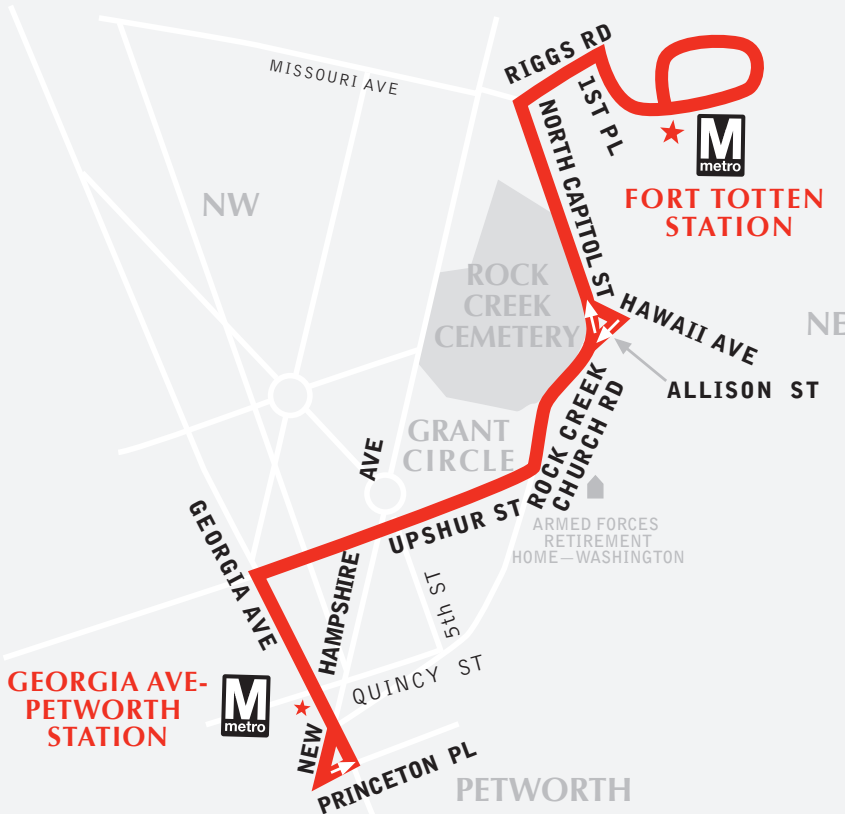 RIGGS RD
MISSOURI AVE
1ST PL
M
metro
NORTH CAPITOL ST
FORT TOTTEN
STATION
NW
ROCK
CREEK
CEMETERY
HAWAII AVE
NE
ALLISON ST
ROCK CREEK
CHURCH RD
GRANT
CIRCLE
AVE
UPSHUR ST
ARMED FORCES
RETIREMENT
HOME—WASHINGTON
GEORGIA AVE
HAMPSHIRE
5th ST
QUINCY ST
GEORGIA AVE-
PETWORTH
STATION
M
metro
NEW
PRINCETON PL
PETWORTH